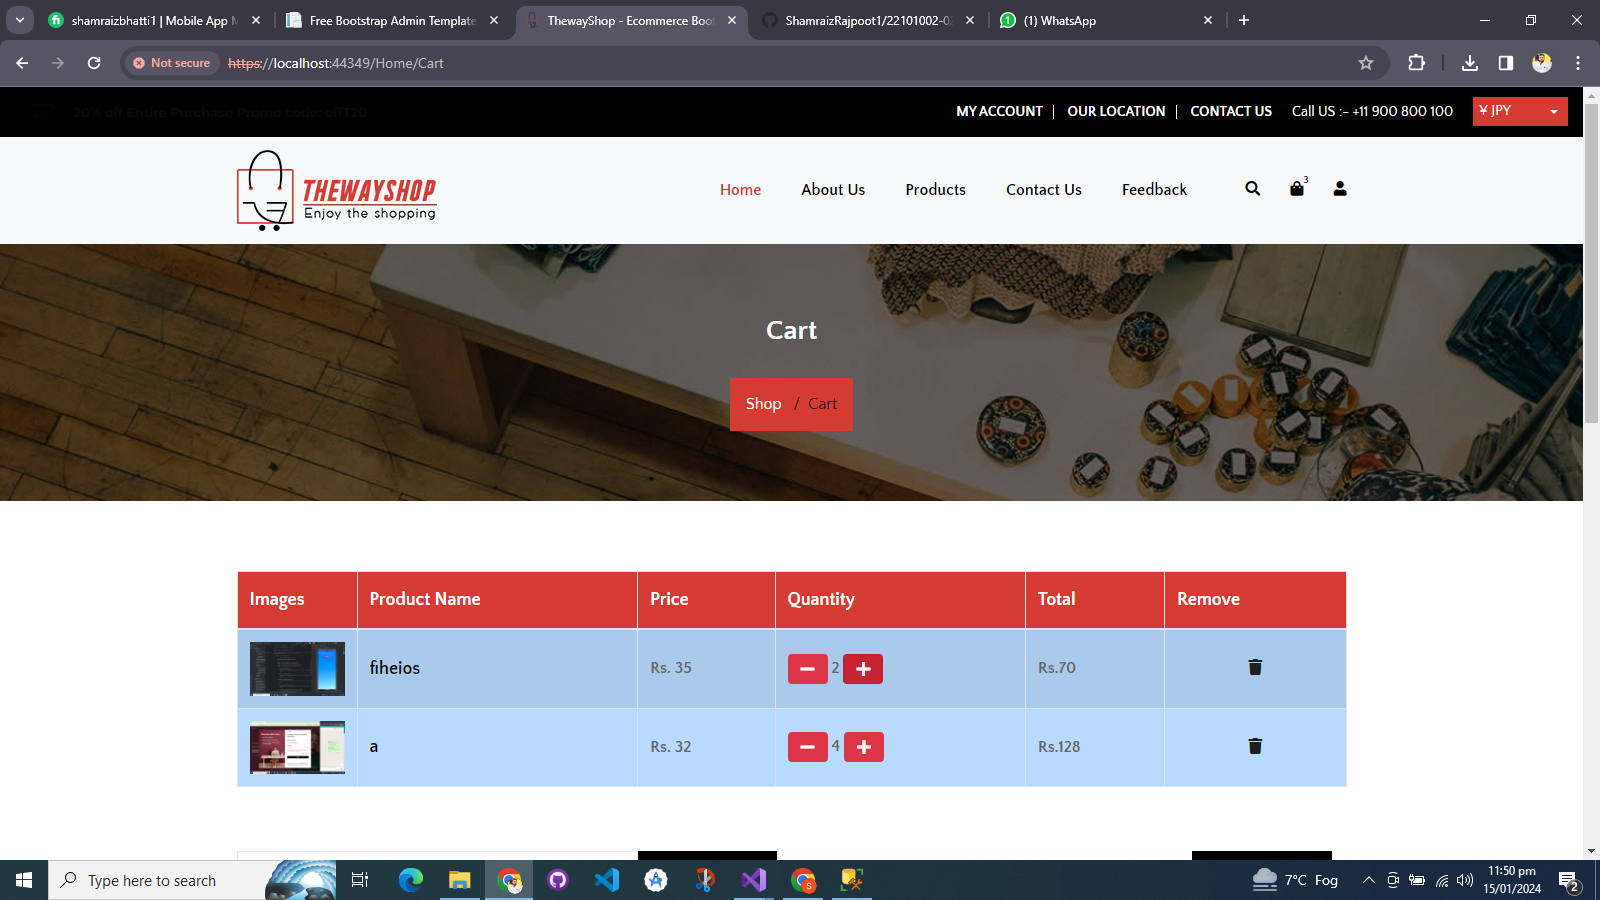 shamraizbhatti1 | Mobile App M
Free Bootstrap Admin Template
ThewayShop - Ecommerce Boot
ShamraizRajpoot1/22101002-02
(1) WhatsApp
Not secure
https://localhost:44349/Home/Cart
20% off Entire Purchase Promo code: offT20
MY ACCOUNT
OUR LOCATION
CONTACT US
Call US :- +11 900 800 100
¥ JPY
THEWAYSHOP
Enjoy the shopping
Home
About Us
Products
Contact Us
Feedback
3
Cart
Shop / Cart
Images Product Name Price Quantity Total Remove
fiheios Rs. 35 2 Rs.70
a Rs. 32 4 Rs.128
Type here to search
7°C Fog
11:50 pm
15/01/2024
2